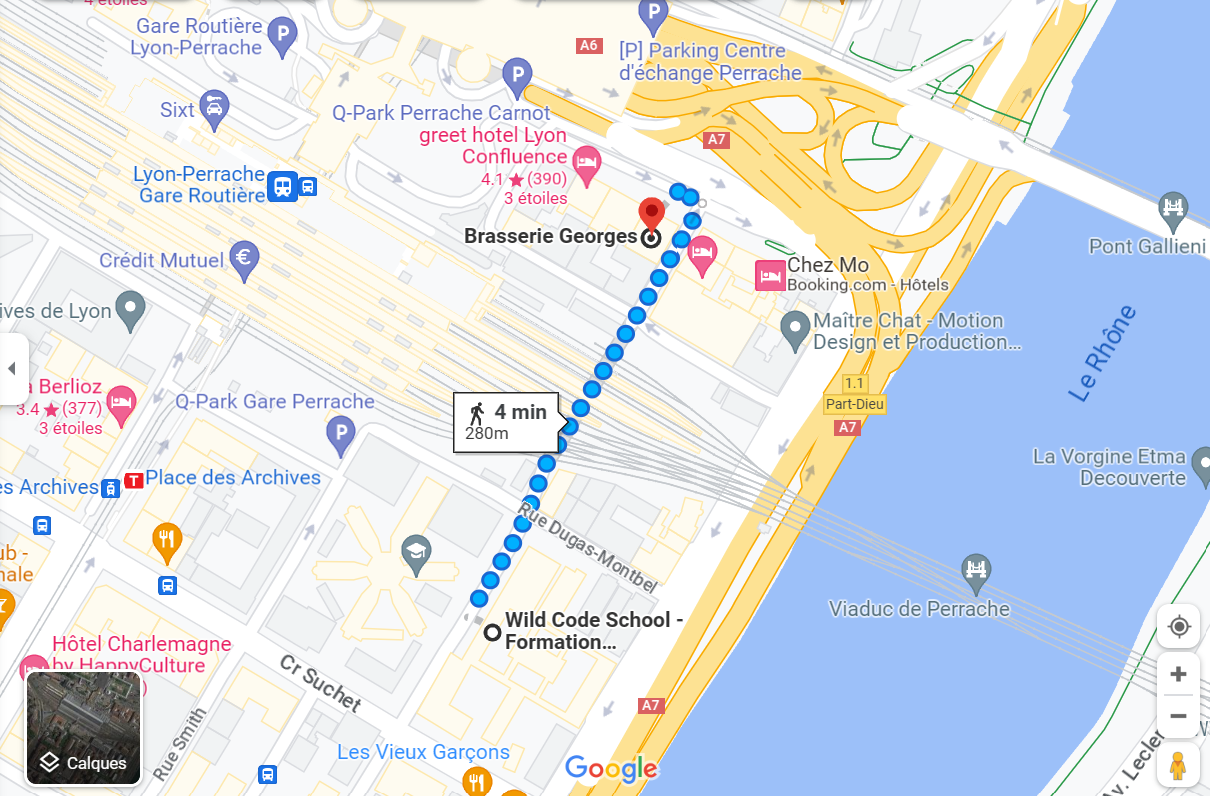 4 étoiles
Gare Routière
Lyon-Perrache
P
P
[P] Parking Centre
d'échange Perrache
A6
P
Sixt
Q-Park Perrache Carnot
greet hotel Lyon
Confluence
4.1 ★ (390)
3 étoiles
A7
Lyon-Perrache
Gare Routière
Brasserie Georges
Pont Gallieni
Crédit Mutuel
€
Chez Mo
Booking.com - Hôtels
ives de Lyon
Maître Chat - Motion
Design et Production...
Le Rhône
a Berlioz
3.4 ★ (377)
3 étoiles
Q-Park Gare Perrache
P
4 min
280m
1.1
Part-Dieu
A7
La Vorgine Etma
Decouverte
es Archives
T
Place des Archives
Rue Dugas-Montbel
ub -
nale
Viaduc de Perrache
Wild Code School -
Formation...
Hôtel Charlemagne
by HappyCulture
)
Cr Suchet
A7
Rue Smith
Les Vieux Garçons
Google
Calques
+
−
Av. Lecler